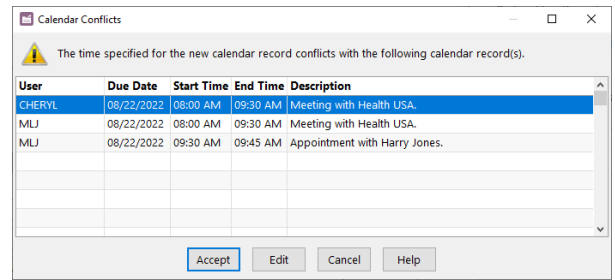 Calendar Conflicts
The time specified for the new calendar record conflicts with the following calendar record(s).
User Due Date Start Time End Time Description
CHERYL 08/22/2022 08:00 AM 09:30 AM Meeting with Health USA.
MLJ 08/22/2022 08:00 AM 09:30 AM Meeting with Health USA.
MLJ 08/22/2022 09:30 AM 09:45 AM Appointment with Harry Jones.
Accept Edit Cancel Help